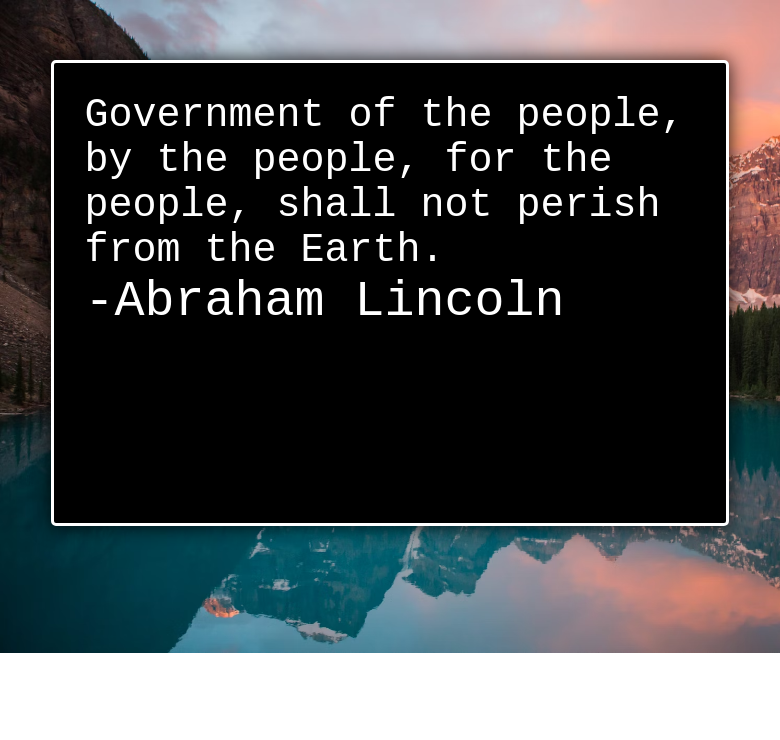 Government of the people,
by the people, for the
people, shall not perish
from the Earth.
-Abraham Lincoln